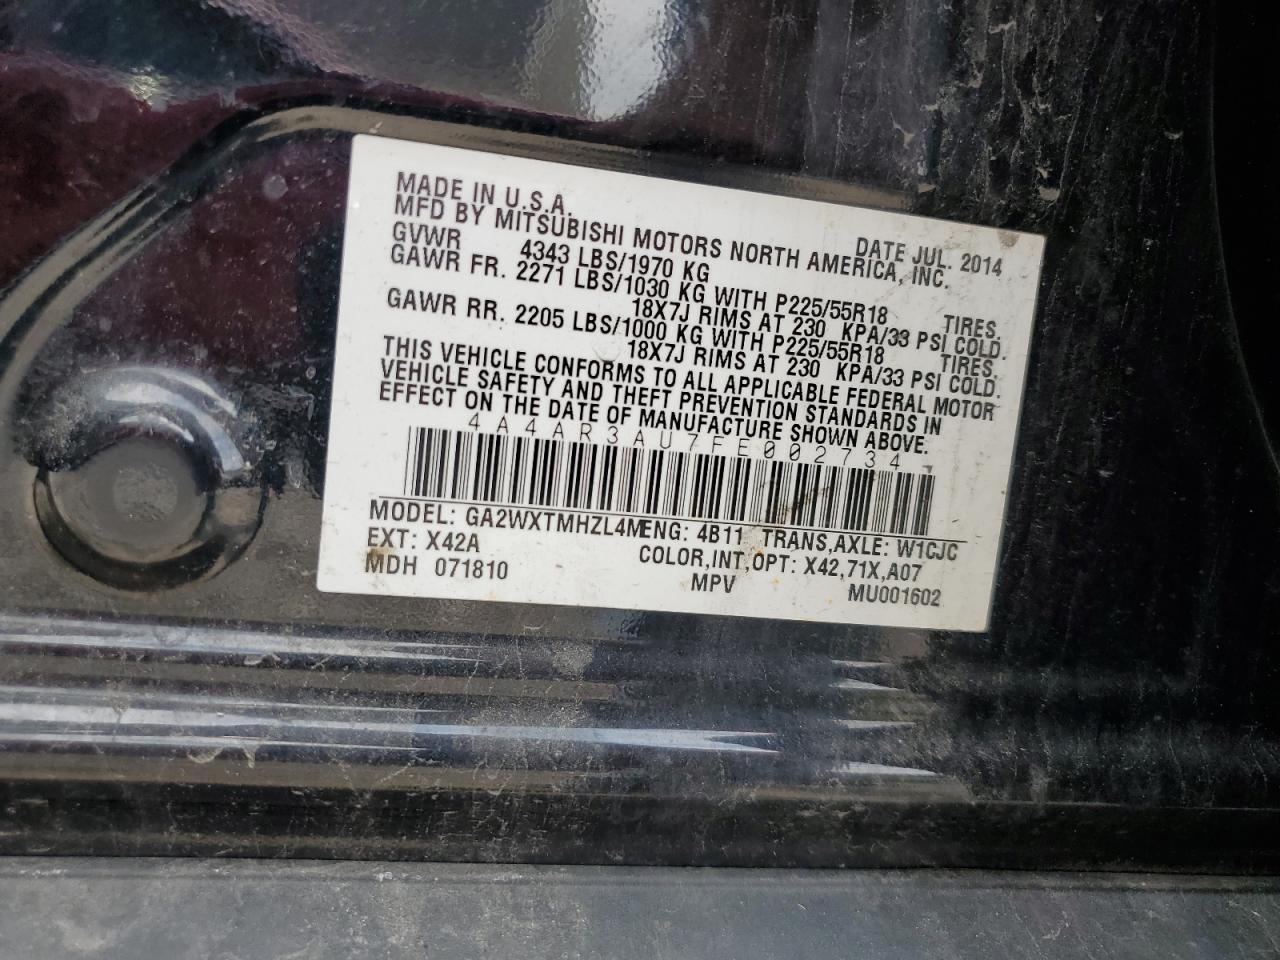 MADE IN U.S.A. DATE JUL. 2014
MFD BY MITSUBISHI MOTORS NORTH AMERICA, INC.
GVWR 4343 LBS/1970 KG
GAWR FR. 2271 LBS/1030 KG WITH P225/55R18 TIRES.
18X7J RIMS AT 230 KPA/33 PSI COLD.
GAWR RR. 2205 LBS/1000 KG WITH P225/55R18 TIRES.
18X7J RIMS AT 230 KPA/33 PSI COLD.
THIS VEHICLE CONFORMS TO ALL APPLICABLE FEDERAL MOTOR
VEHICLE SAFETY AND THEFT PREVENTION STANDARDS IN
EFFECT ON THE DATE OF MANUFACTURE SHOWN ABOVE.
4A4AR3AU7FE002734
MODEL: GA2WXTMHZL4M ENG: 4B11 TRANS,AXLE: W1CJC
EXT: X42A COLOR,INT,OPT: X42,71X,A07
MDH 071810 MPV MU001602